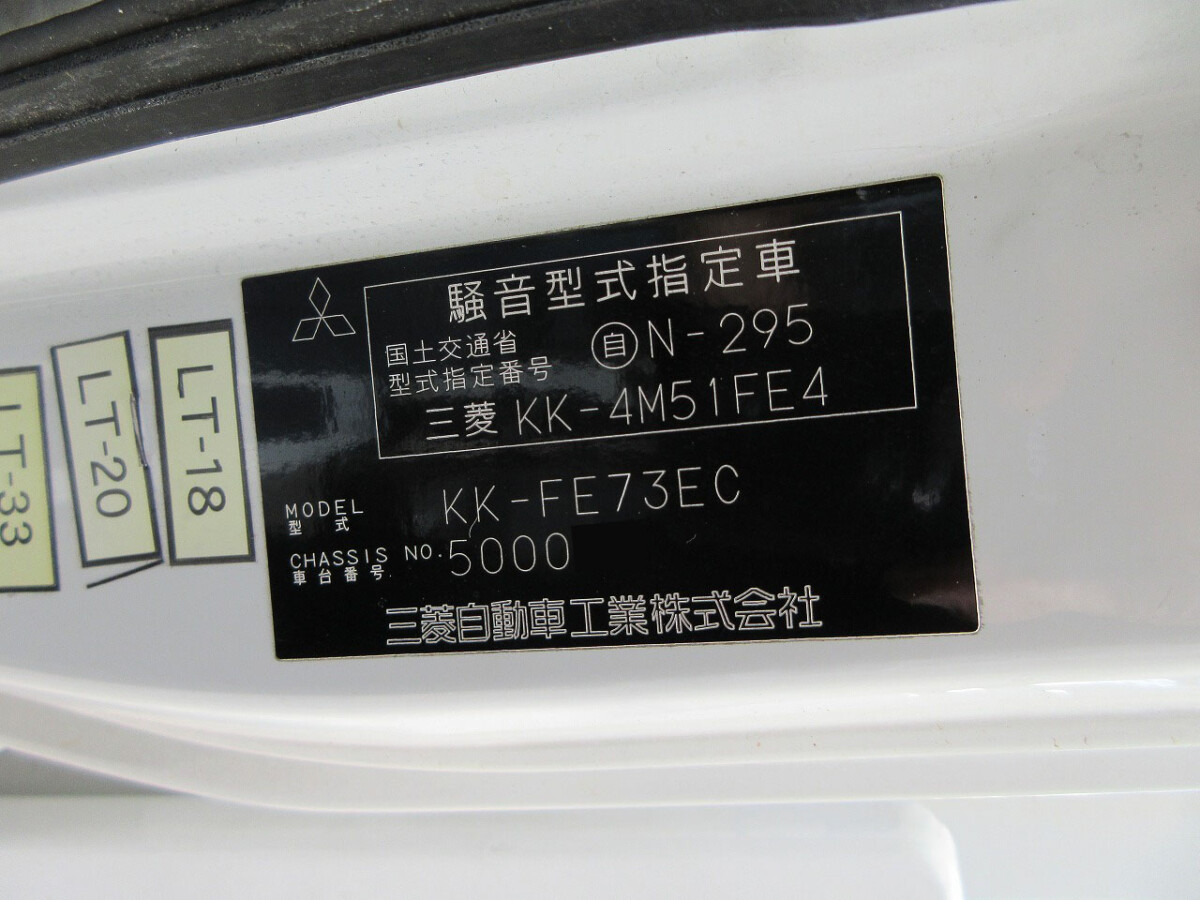 騒音型式指定車
国土交通省
型式指定番号
自 N-295
三菱 KK-4M51FE4
MODEL
型式
KK-FE73EC
CHASSIS NO.
車台番号
5000
三菱自動車工業株式会社
LT-18
LT-20
LT-33